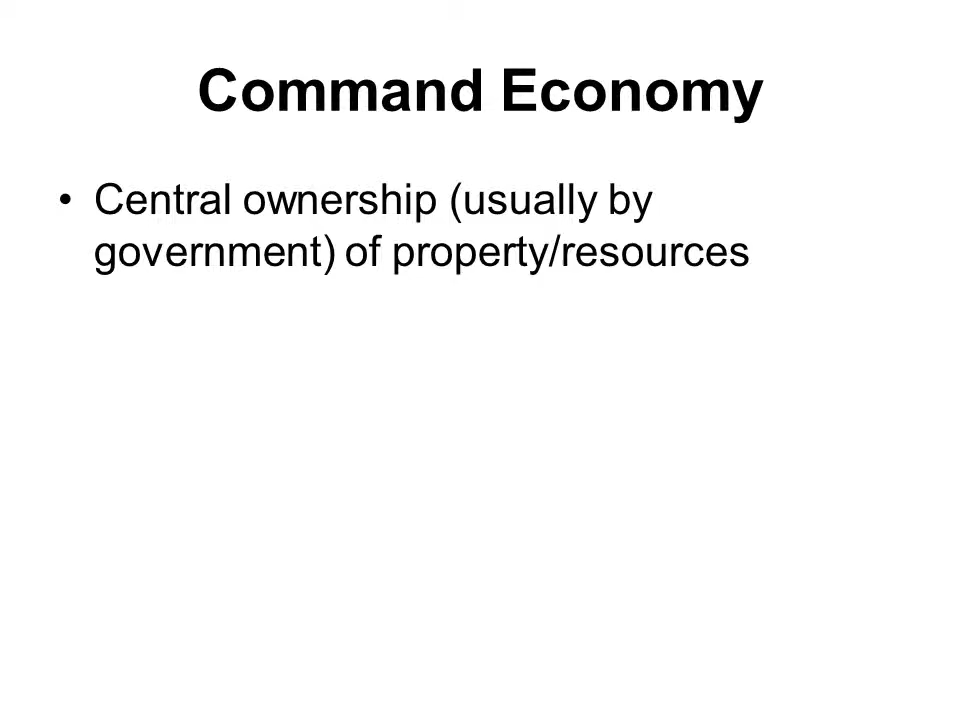 Command Economy
• Central ownership (usually by
government) of property/resources